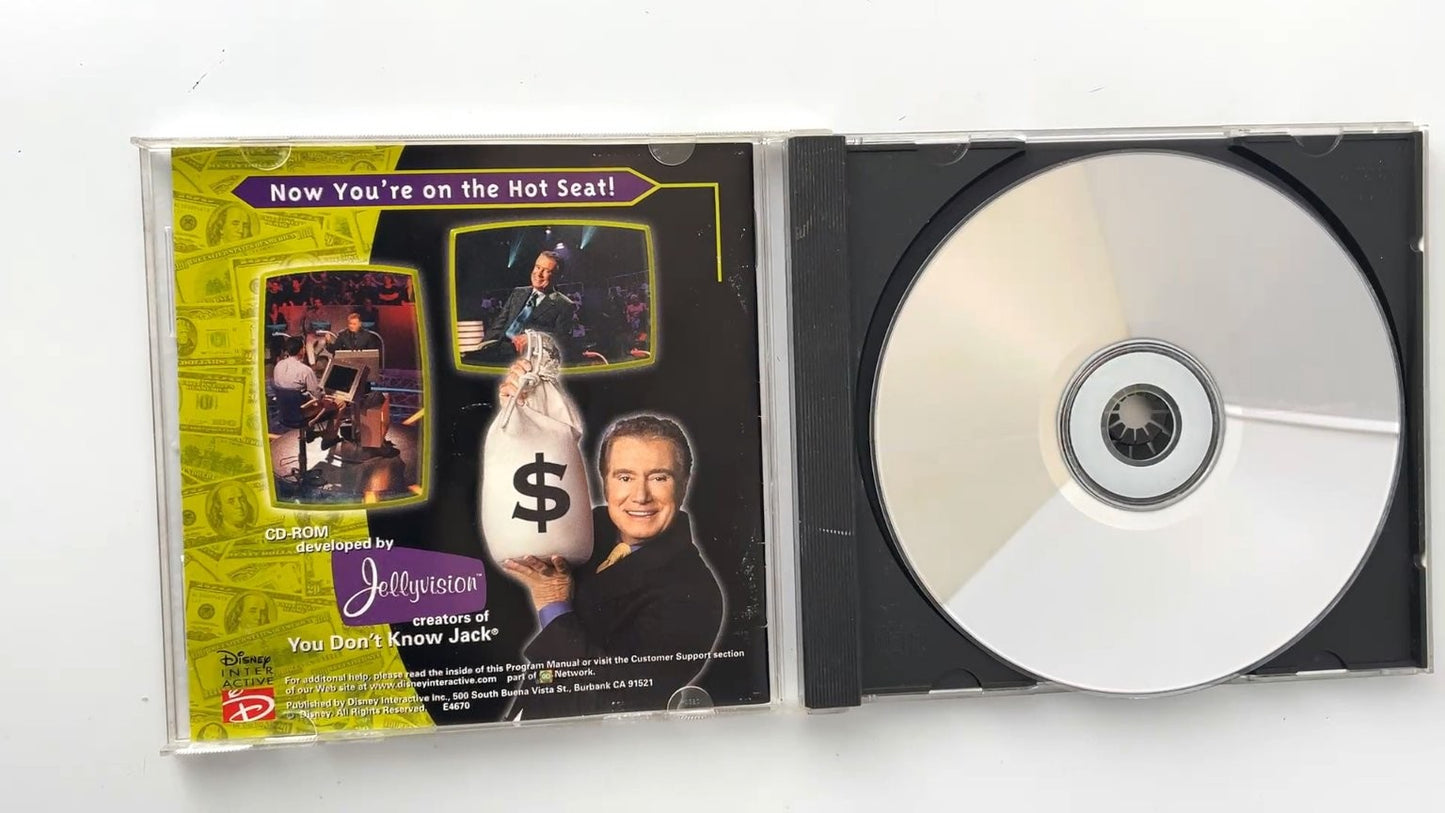 Now You're on the Hot Seat!
$
CD-ROM
developed by
Jellyvision™
creators of
You Don't Know Jack®
DISNEY
INTER
ACTIVE
For additonal help, please read the inside of this Program Manual or visit the Customer Support section
of our Web site at www.disneyinteractive.com part of GO Network.
Published by Disney Interactive Inc., 500 South Buena Vista St., Burbank CA 91521
© Disney. All Rights Reserved. E4670